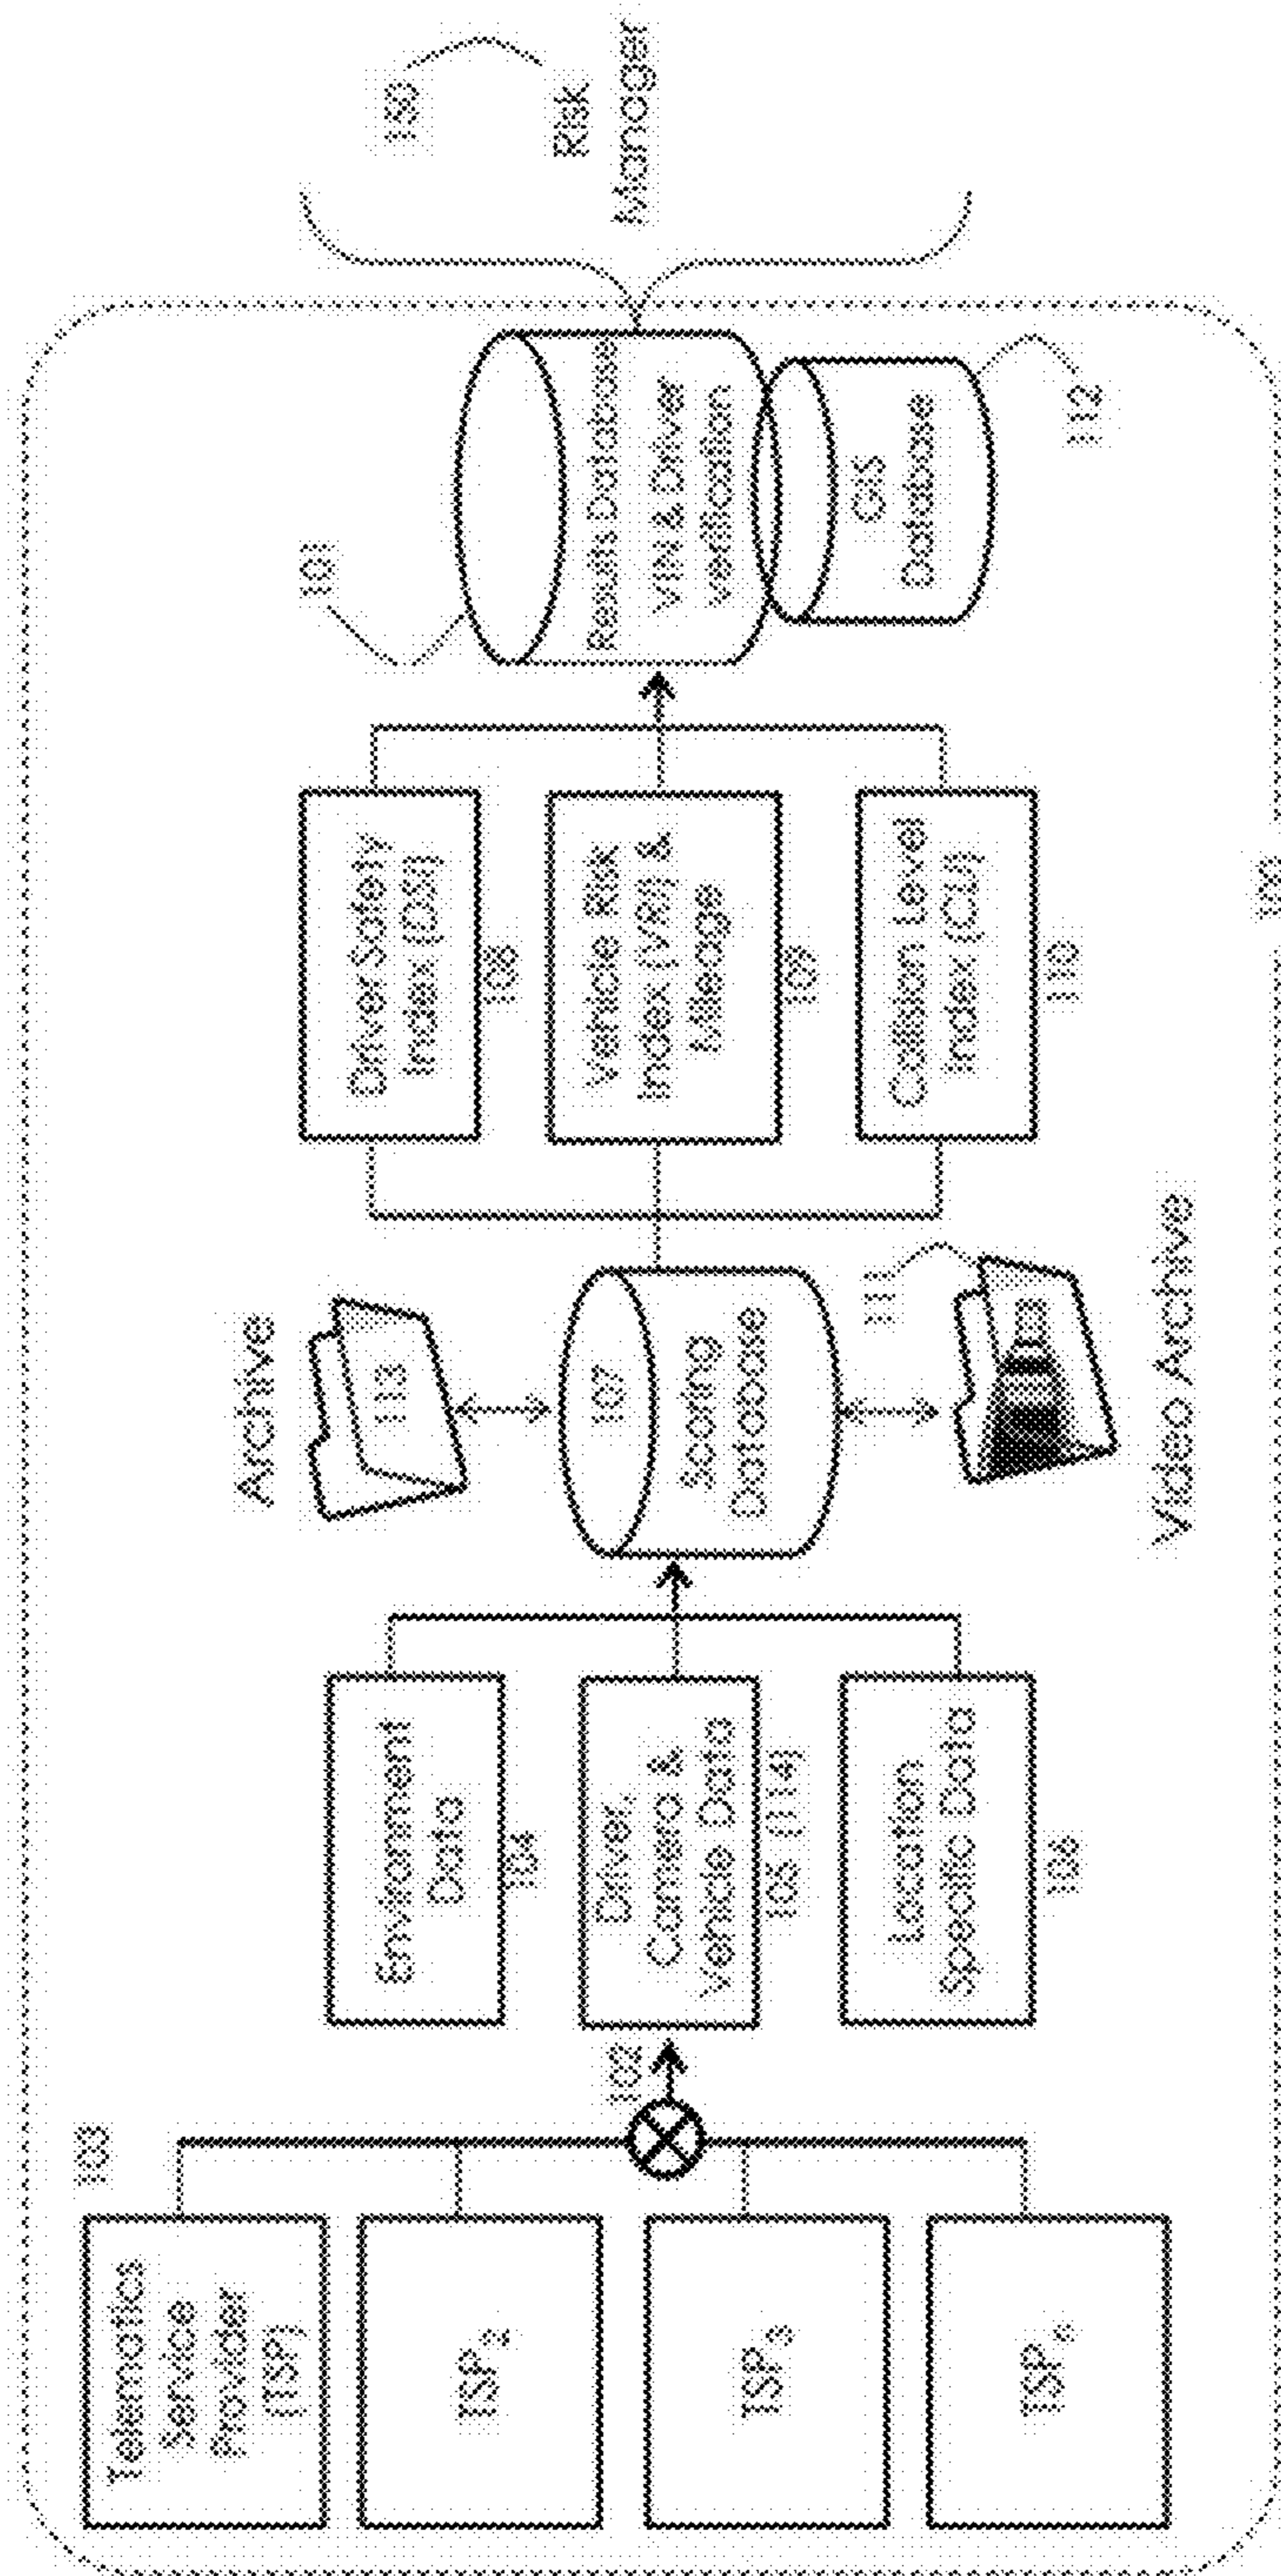 103
Telematics
Service
Provider
(TSP)
TSP2
TSP3
102
Environment
Data
104
Driver,
Camera &
Vehicle Data
105 (114)
Location
Specific Data
106
Archive
113
107
Scoring
Database
111
Video Archive
Driver Safety
Index (DSI)
108
Vehicle Risk
Index (VRI) &
Mileage
109
Collision Level
Index (CLI)
110
101
Results Database
VIN & Driver
verification
GIS
Database
112
100
150
Risk
Manager